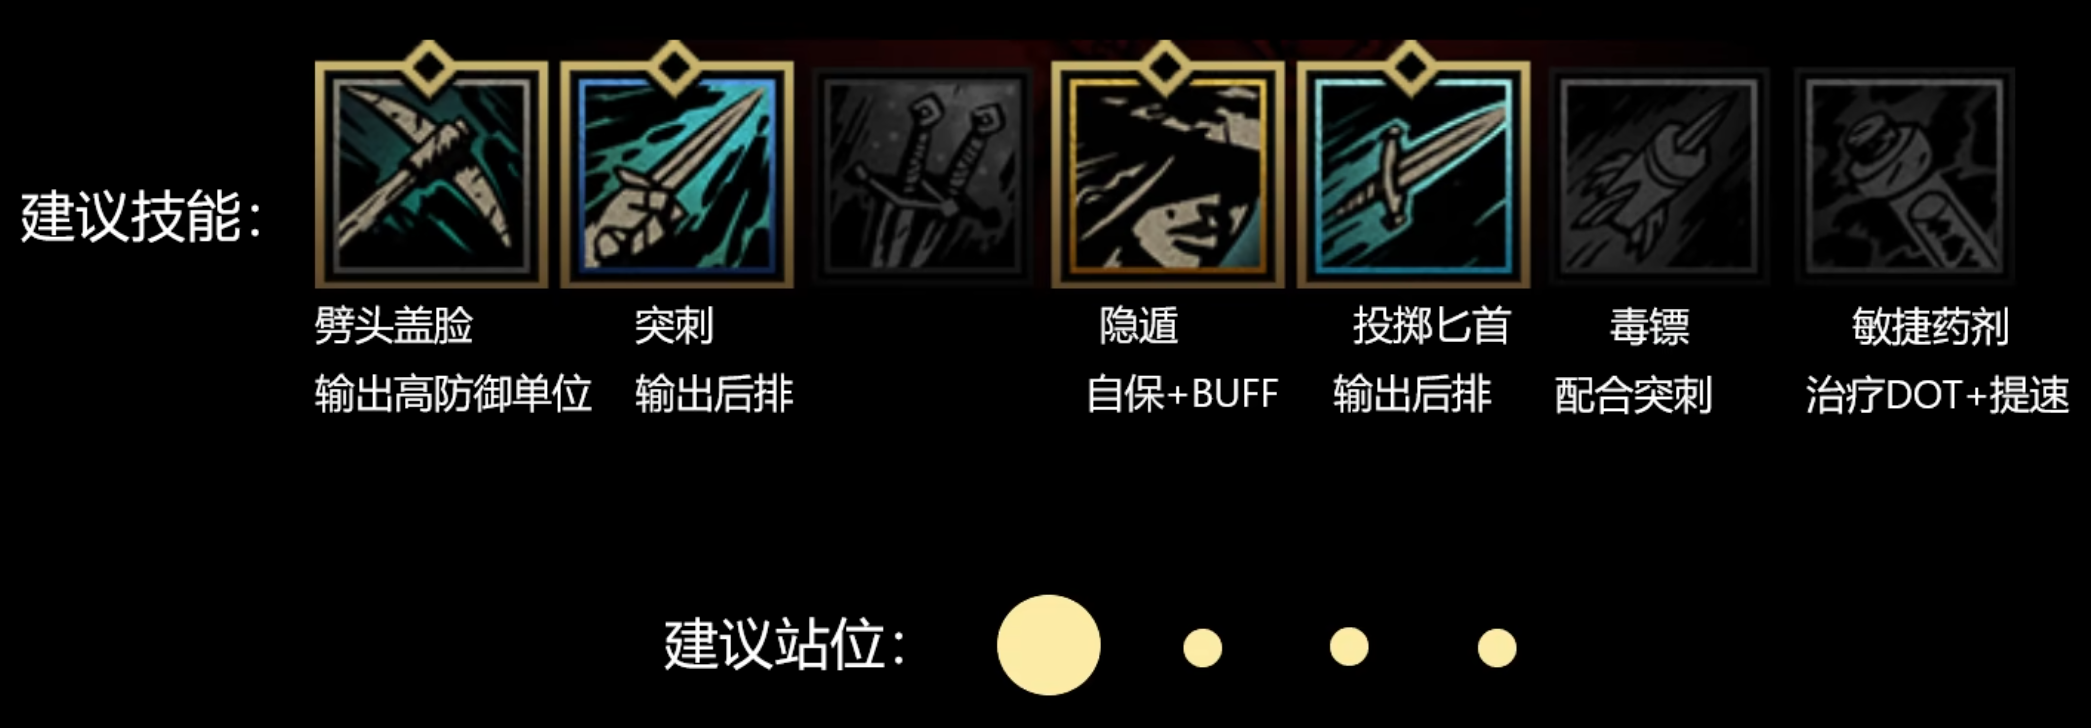 建议技能:
劈头盖脸 突刺 隐遁 投掷匕首 毒镖 敏捷药剂
输出高防御单位 输出后排 自保+BUFF 输出后排 配合突刺 治疗DOT+提速
建议站位: